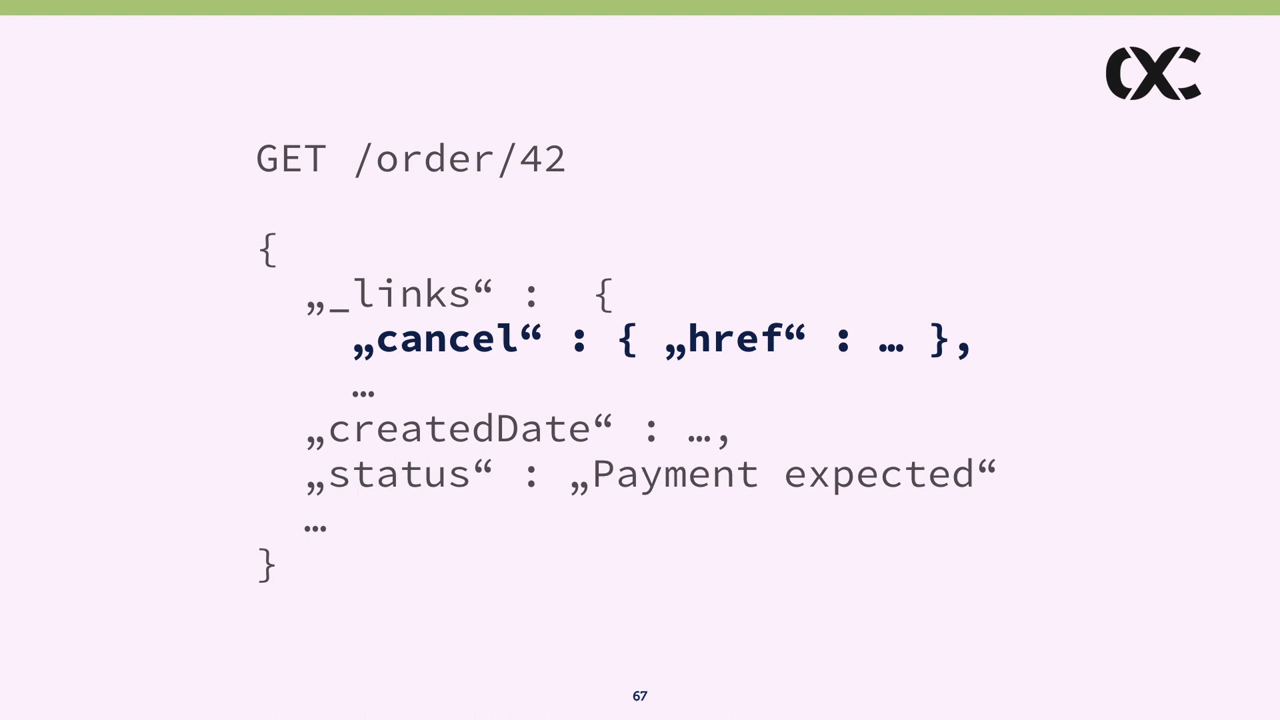 GET /order/42
{
„_links“ : {
„cancel“ : { „href“ : … },
…
„createdDate“ : …,
„status“ : „Payment expected“
…
}
67